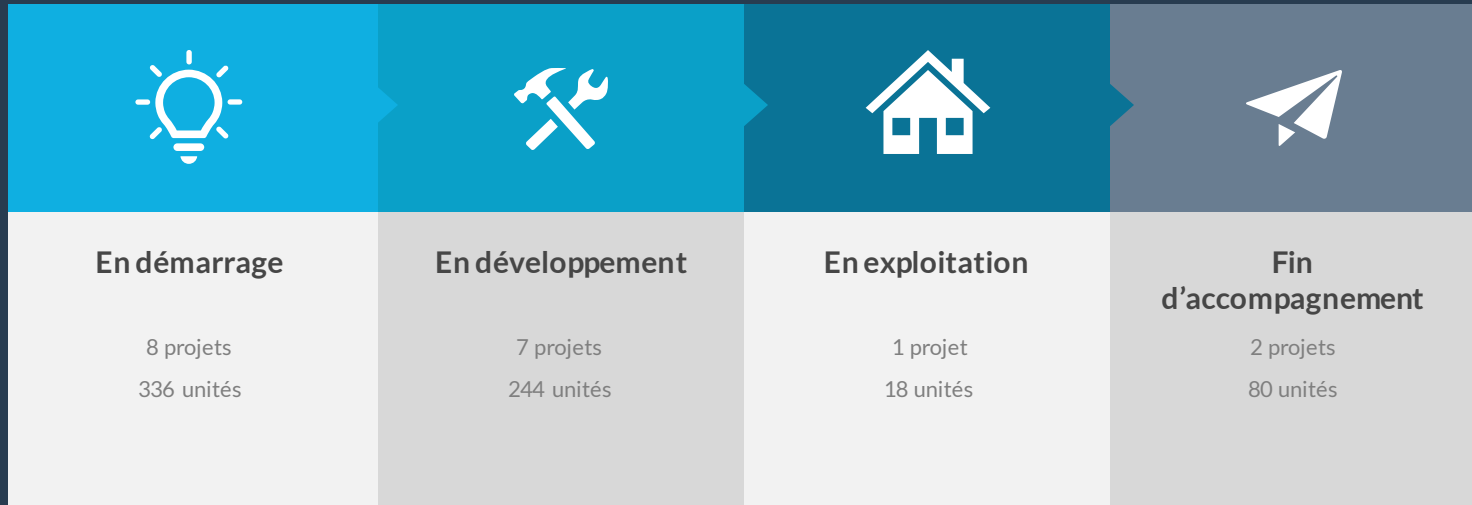 En démarrage
8 projets
336 unités
En développement
7 projets
244 unités
En exploitation
1 projet
18 unités
Fin
d’accompagnement
2 projets
80 unités